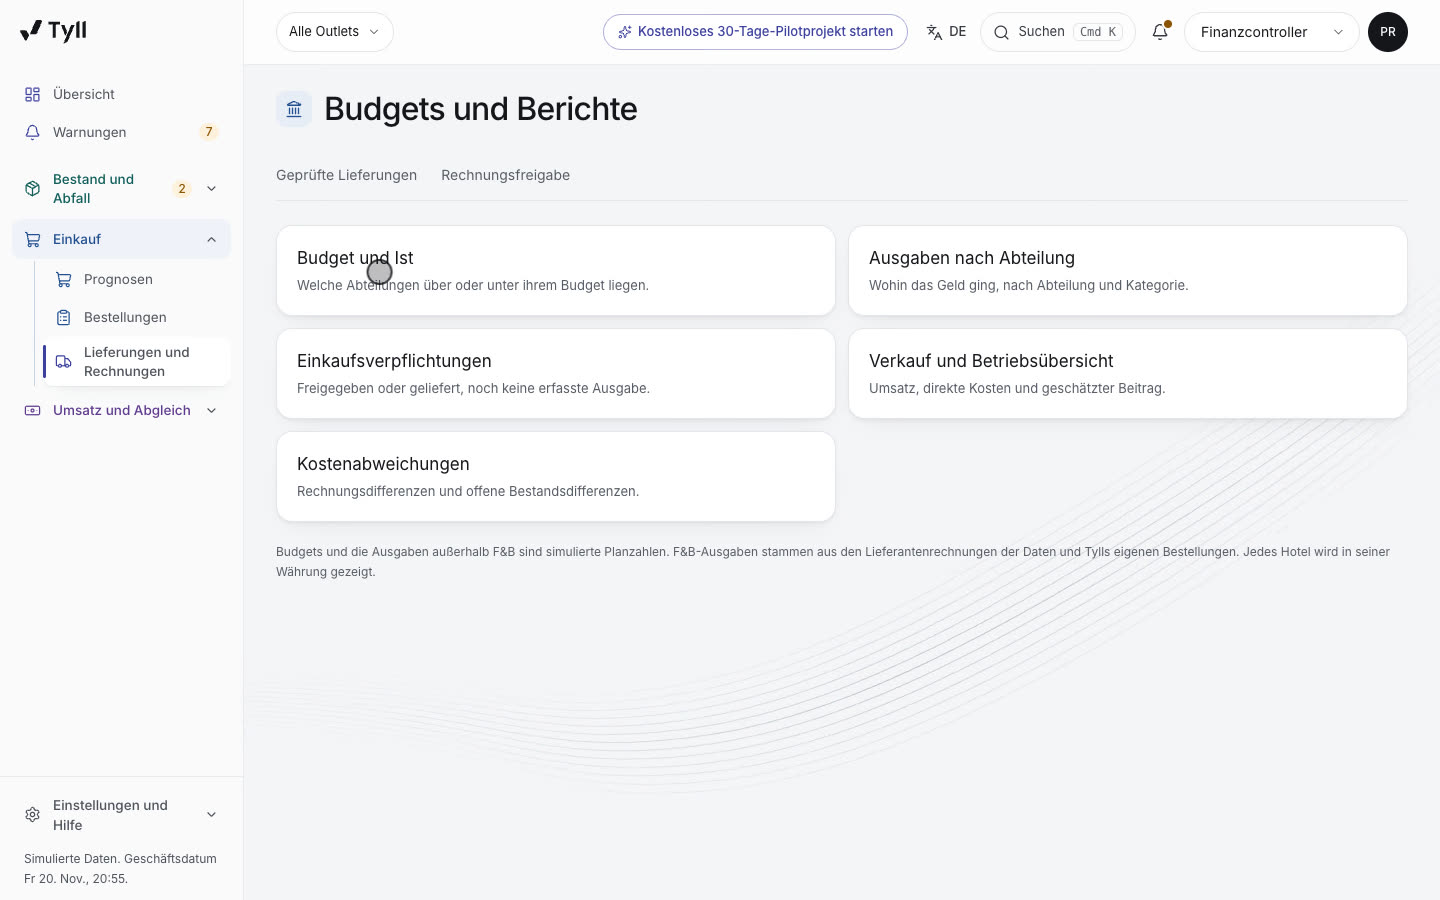 Tyll
Alle Outlets
Kostenloses 30-Tage-Pilotprojekt starten
DE
Suchen
Cmd K
Finanzcontroller
PR
Übersicht
Warnungen
7
Bestand und
Abfall
2
Einkauf
Prognosen
Bestellungen
Lieferungen und
Rechnungen
Umsatz und Abgleich
Einstellungen und
Hilfe
Simulierte Daten. Geschäftsdatum
Fr 20. Nov., 20:55.
Budgets und Berichte
Geprüfte Lieferungen
Rechnungsfreigabe
Budget und Ist
Welche Abteilungen über oder unter ihrem Budget liegen.
Ausgaben nach Abteilung
Wohin das Geld ging, nach Abteilung und Kategorie.
Einkaufsverpflichtungen
Freigegeben oder geliefert, noch keine erfasste Ausgabe.
Verkauf und Betriebsübersicht
Umsatz, direkte Kosten und geschätzter Beitrag.
Kostenabweichungen
Rechnungsdifferenzen und offene Bestandsdifferenzen.
Budgets und die Ausgaben außerhalb F&B sind simulierte Planzahlen. F&B-Ausgaben stammen aus den Lieferantenrechnungen der Daten und Tylls eigenen Bestellungen. Jedes Hotel wird in seiner
Währung gezeigt.